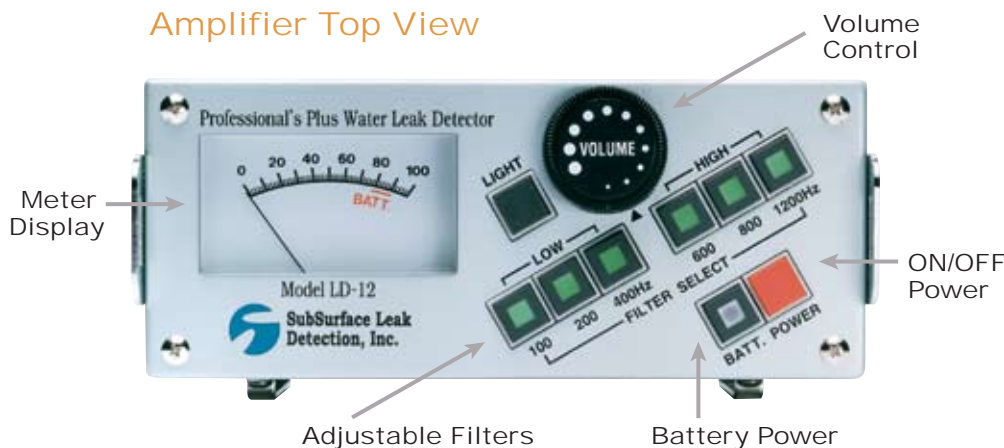 Amplifier Top View
Volume
Control
Professional's Plus Water Leak Detector
0 20 40 60 80 100
BATT.
Meter
Display
LIGHT
VOLUME
HIGH
600 800 1200Hz
LOW
100 200 400Hz
FILTER SELECT
ON/OFF
Power
Model LD-12
SubSurface Leak
Detection, Inc.
BATT. POWER
Adjustable Filters
Battery Power